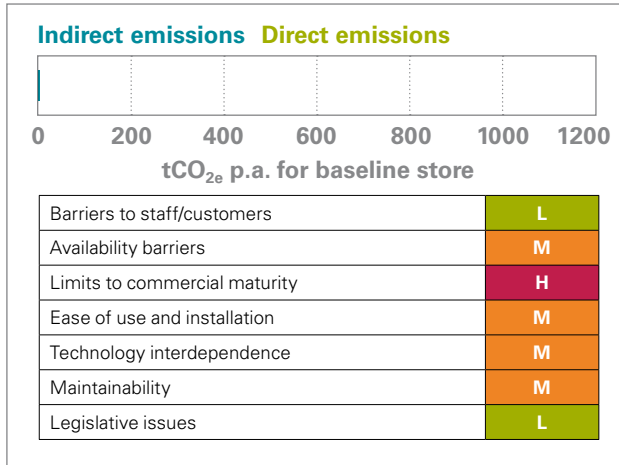 Indirect emissions Direct emissions
0 200 400 600 800 1000 1200
tCO2e p.a. for baseline store
Barriers to staff/customers L
Availability barriers M
Limits to commercial maturity H
Ease of use and installation M
Technology interdependence M
Maintainability M
Legislative issues L